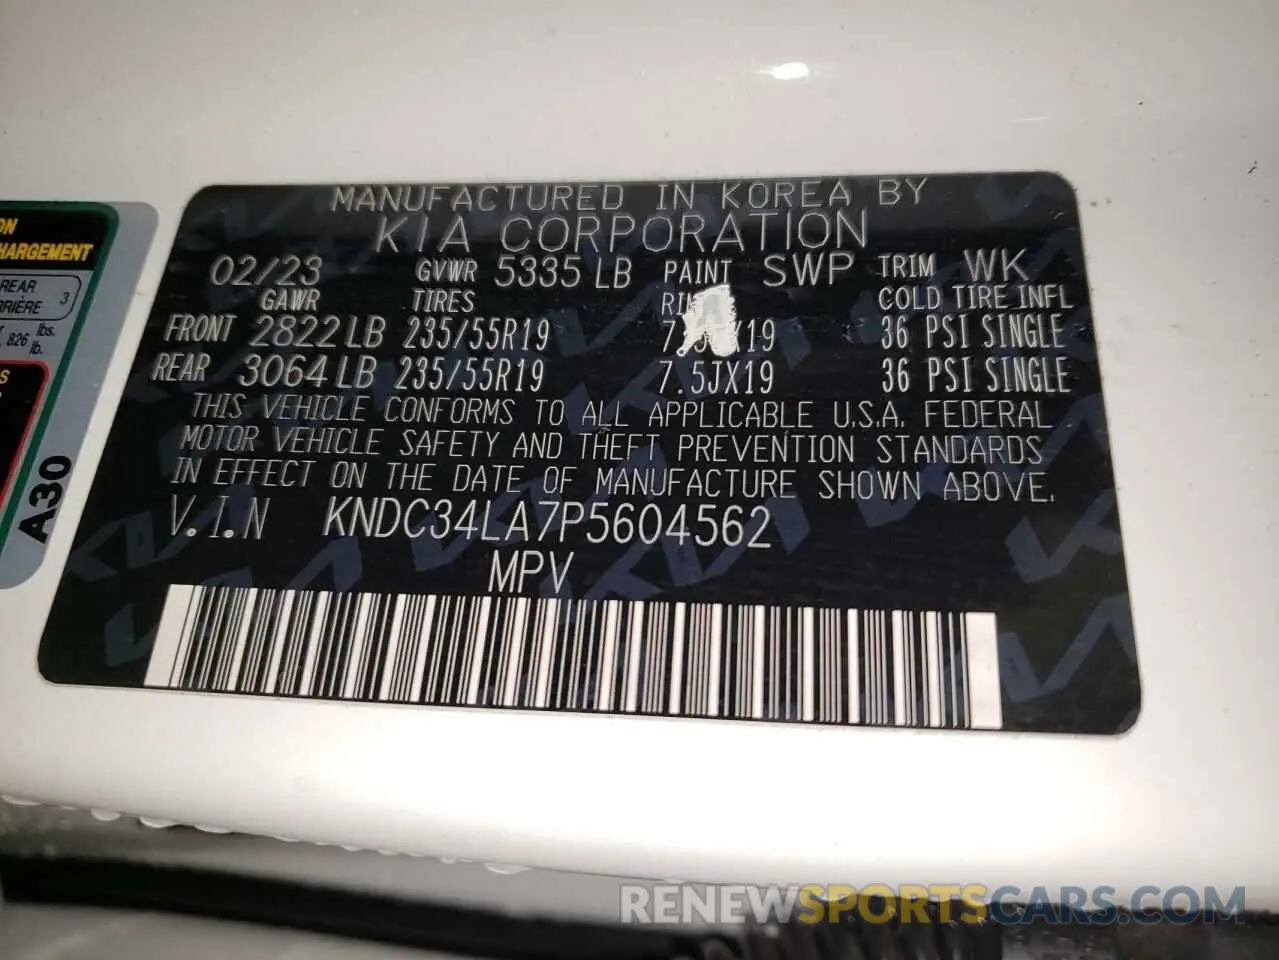 MANUFACTURED IN KOREA BY
KIA CORPORATION
02/23 GVWR 5335 LB PAINT SWP TRIM WK
GAWR TIRES COLD TIRE INFL
FRONT 2822 LB 235/55R19 36 PSI SINGLE
REAR 3064 LB 235/55R19 7.5JX19 36 PSI SINGLE
THIS VEHICLE CONFORMS TO ALL APPLICABLE U.S.A. FEDERAL
MOTOR VEHICLE SAFETY AND THEFT PREVENTION STANDARDS
IN EFFECT ON THE DATE OF MANUFACTURE SHOWN ABOVE.
V.I.N KNDC34LA7P5604562
MPV
HARGEMENT
REAR 3
826 lbs.
lb.
A30
RENEWSPORTSCARS.COM